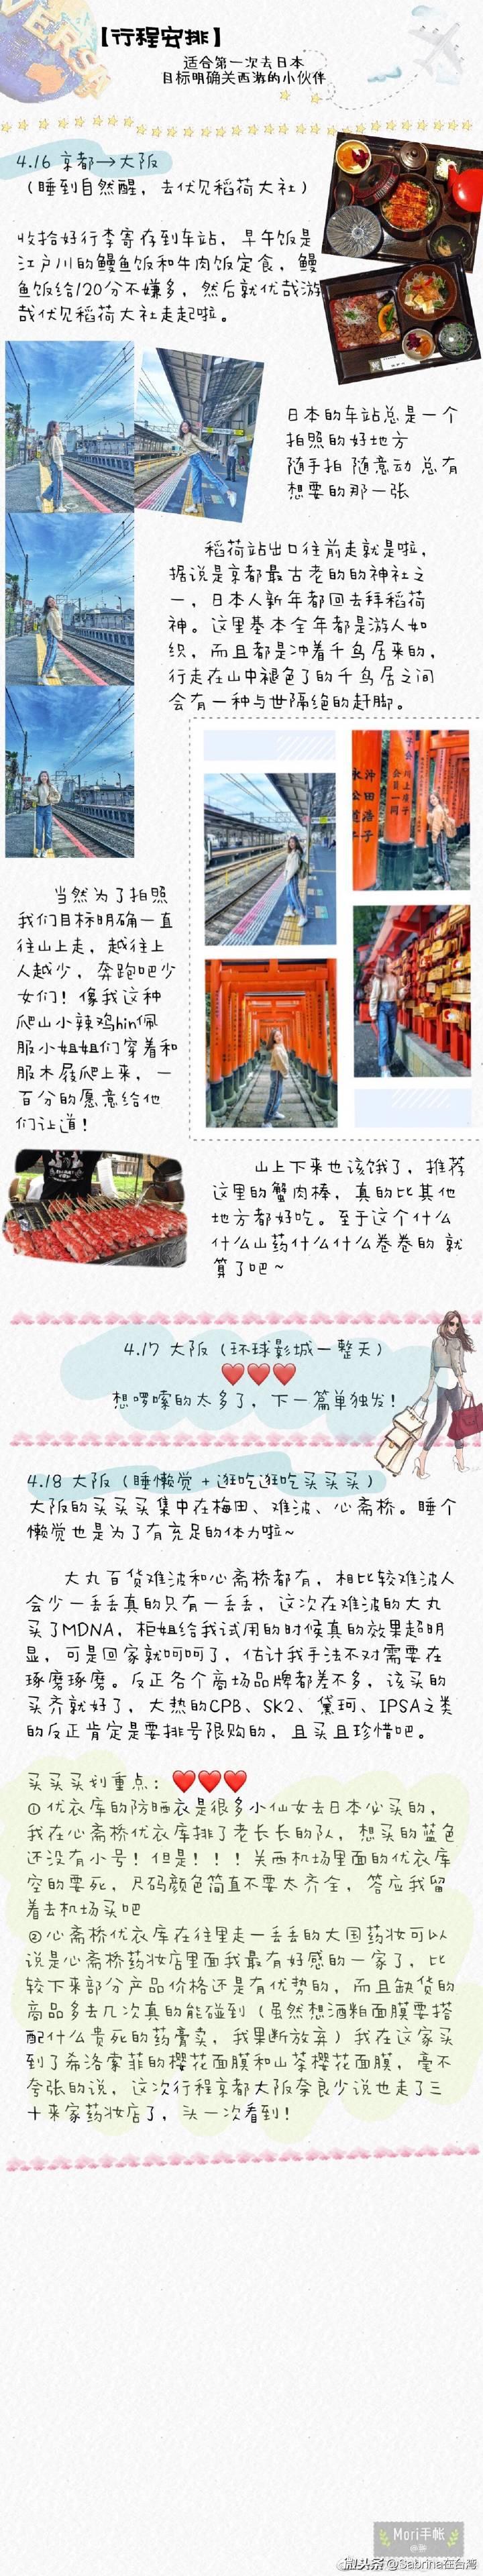 VERSA
【行程安排】
适合第一次去日本
目标明确关西游的小伙伴
4.16 京都→大阪
（睡到自然醒，去伏见稻荷大社）
收拾好行李寄存到车站，早午饭是
江户川的鳗鱼饭和牛肉饭定食，鳗
鱼饭给120分不嫌多，然后就优哉游
哉伏见稻荷大社走起啦。
日本的车站总是一个
拍照的好地方
随手拍 随意动 总有
想要的那一张
稻荷站出口往前走就是啦，
据说是京都最古老的的神社之
一，日本人新年都回去拜稻荷
神。这里基本全年都是游人如
织，而且都是冲着千鸟居来的，
行走在山中褪色了的千鸟居之间
会有一种与世隔绝的赶脚。
沖田浩子
川上康子
会員一同
当然为了拍照
我们目标明确一直
往山上走，越往上
人越少，奔跑吧少
女们！像我这种
爬山小辣鸡hin佩
服小姐姐们穿着和
服木屐爬上来，一
百分的愿意给他
们让道！
山上下来也该饿了，推荐
这里的蟹肉棒，真的比其他
地方都好吃。至于这个什么
什么山药什么什么卷卷的 就
算了吧~
4.17 大阪（环球影城一整天）
想啰嗦的太多了，下一篇单独发！
4.18 大阪（睡懒觉+逛吃逛吃买买买）
大阪的买买买集中在梅田、难波、心斋桥。睡个
懒觉也是为了有充足的体力啦~
大丸百货难波和心斋桥都有，相比较难波人
会少一丢丢真的只有一丢丢，这次在难波的大丸
买了MDNA，柜姐给我试用的时候真的效果超明
显，可是回家就呵呵了，估计我手法不对需要在
琢磨琢磨。反正各个商场品牌都差不多，该买的
买齐就好了，大热的CPB、SK2、黛珂、IPSA之类
的反正肯定是要排号限购的，且买且珍惜吧。
买买买划重点：
①优衣库的防晒衣是很多小仙女去日本必买的，
我在心斋桥优衣库排了老长长的队，想买的蓝色
还没有小号！但是！！！关西机场里面的优衣库
空的要死，尺码颜色简直不要太齐全，答应我留
着去机场买吧
②心斋桥优衣库在往里走一丢丢的大国药妆可以
说是心斋桥药妆店里面我最有好感的一家了，比
较下来部分产品价格还是有优势的，而且缺货的
商品多去几次真的能碰到（虽然想酒粕面膜要搭
配什么贵死的药膏卖，我果断放弃）我在这家买
到了希洛索菲的樱花面膜和山茶樱花面膜，毫不
夸张的说，这次行程京都大阪奈良少说也走了三
十来家药妆店了，头一次看到！
Mori手帐
微头条 @Sabrina在台湾